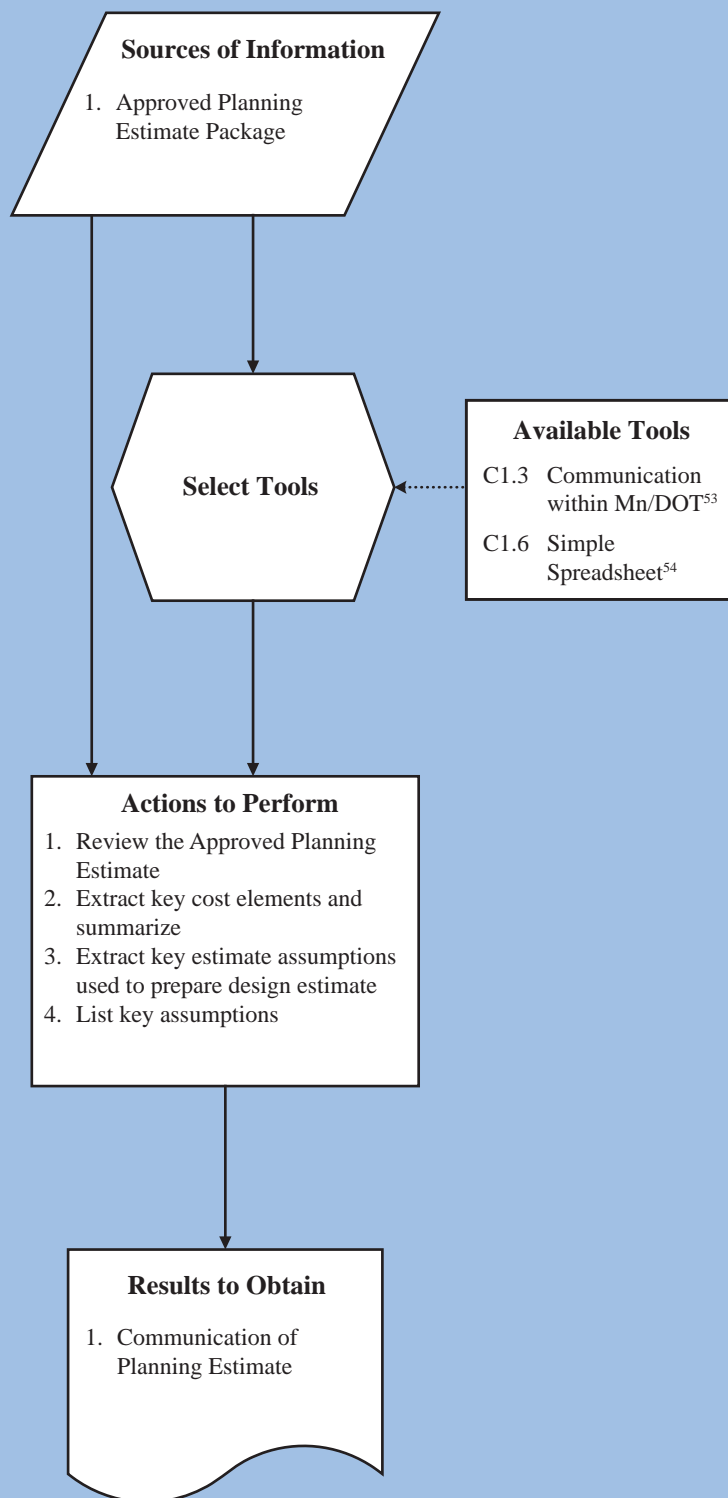 Sources of Information
1. Approved Planning
Estimate Package
Select Tools
Available Tools
C1.3 Communication
within Mn/DOT53
C1.6 Simple
Spreadsheet54
Actions to Perform
1. Review the Approved Planning
Estimate
2. Extract key cost elements and
summarize
3. Extract key estimate assumptions
used to prepare design estimate
4. List key assumptions
Results to Obtain
1. Communication of
Planning Estimate